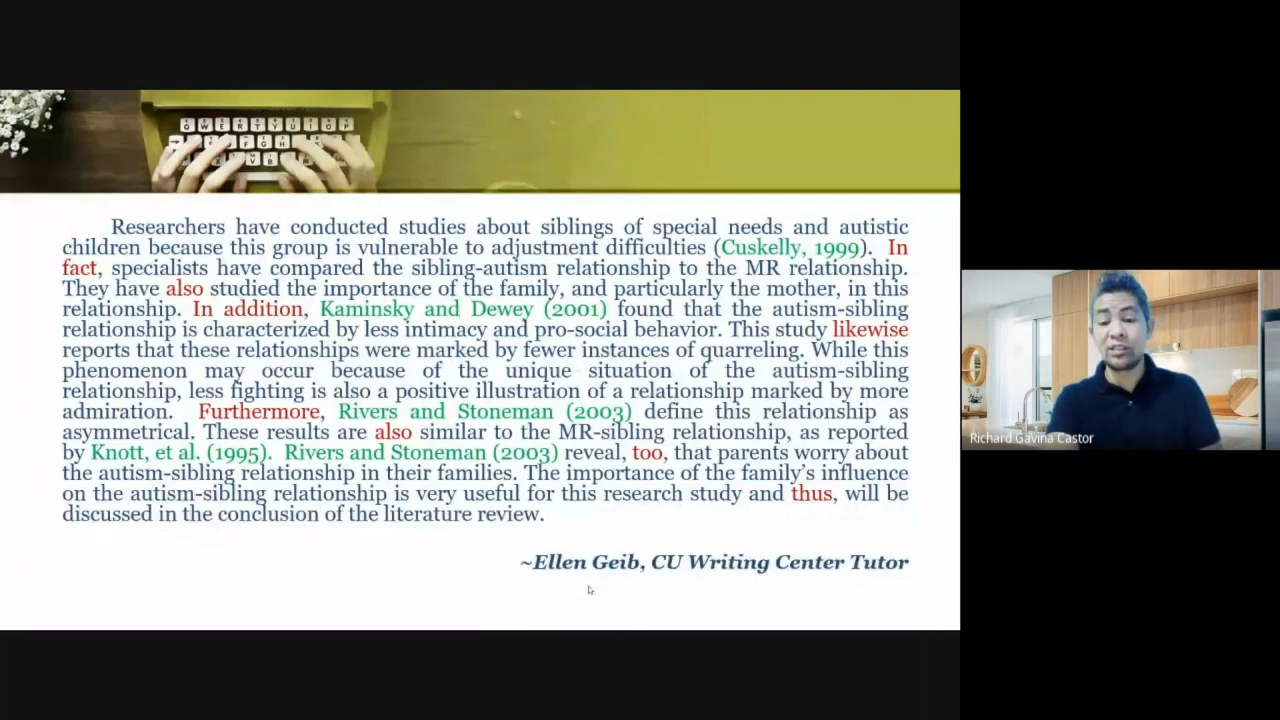 Researchers have conducted studies about siblings of special needs and autistic
children because this group is vulnerable to adjustment difficulties (Cuskelly, 1999). In
fact, specialists have compared the sibling-autism relationship to the MR relationship.
They have also studied the importance of the family, and particularly the mother, in this
relationship. In addition, Kaminsky and Dewey (2001) found that the autism-sibling
relationship is characterized by less intimacy and pro-social behavior. This study likewise
reports that these relationships were marked by fewer instances of quarreling. While this
phenomenon may occur because of the unique situation of the autism-sibling
relationship, less fighting is also a positive illustration of a relationship marked by more
admiration. Furthermore, Rivers and Stoneman (2003) define this relationship as
asymmetrical. These results are also similar to the MR-sibling relationship, as reported
by Knott, et al. (1995). Rivers and Stoneman (2003) reveal, too, that parents worry about
the autism-sibling relationship in their families. The importance of the family's influence
on the autism-sibling relationship is very useful for this research study and thus, will be
discussed in the conclusion of the literature review.
~Ellen Geib, CU Writing Center Tutor
Richard Gavina Castor